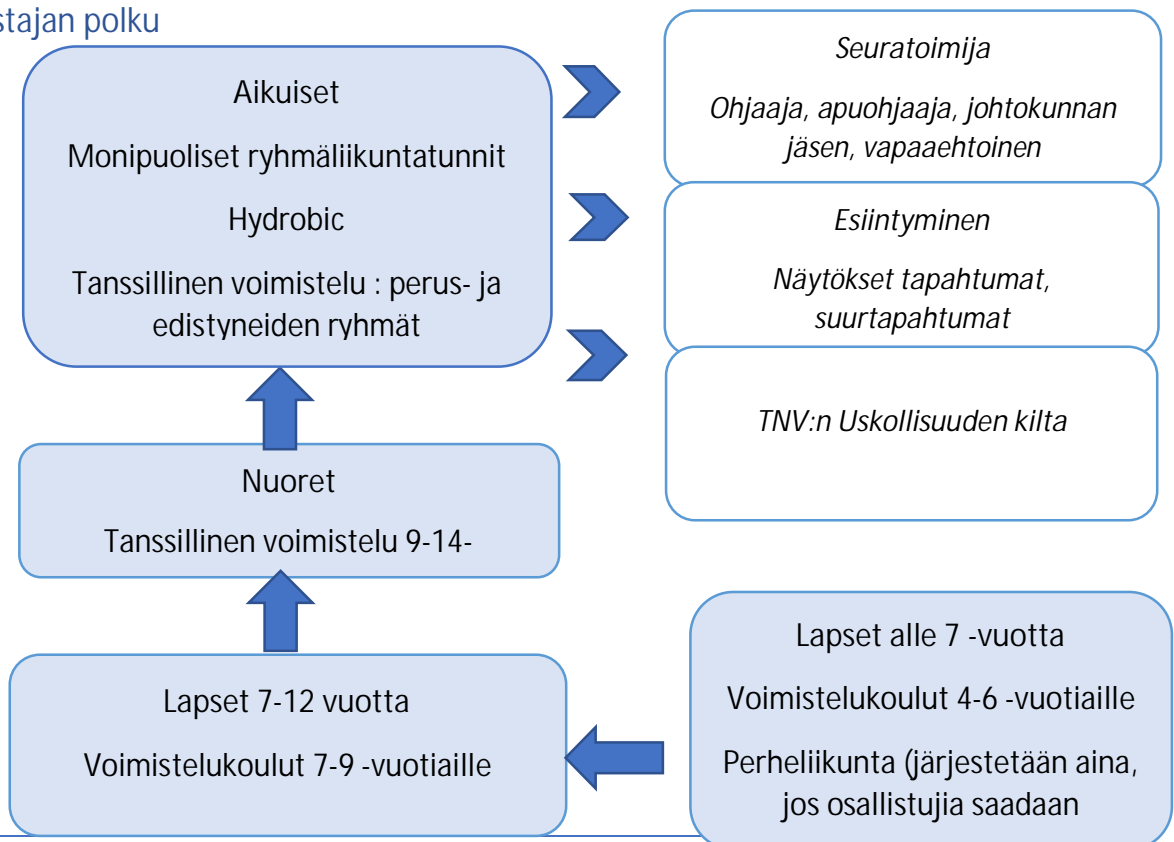 stajan polku
Aikuiset
Monipuoliset ryhmäliikuntatunnit
Hydrobic
Tanssillinen voimistelu : perus- ja
edistyneiden ryhmät
Seuratoimija
Ohjaaja, apuohjaaja, johtokunnan
jäsen, vapaaehtoinen
Esiintyminen
Näytökset tapahtumat,
suurtapahtumat
TNV:n Uskollisuuden kilta
Nuoret
Tanssillinen voimistelu 9-14-
Lapset 7-12 vuotta
Voimistelukoulut 7-9 -vuotiaille
Lapset alle 7 -vuotta
Voimistelukoulut 4-6 -vuotiaille
Perheliikunta (järjestetään aina,
jos osallistujia saadaan